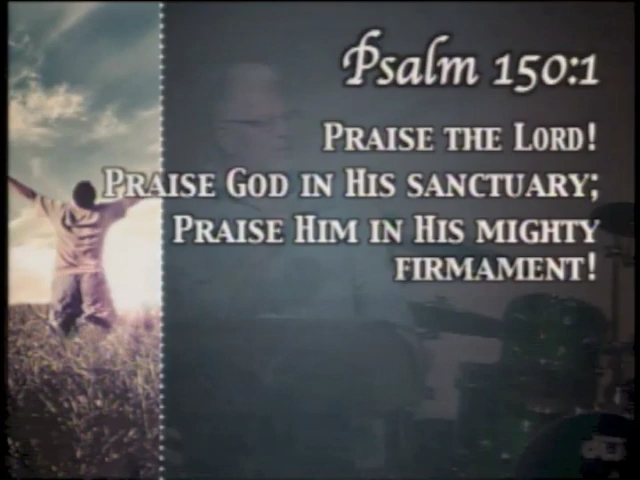 Psalm 150:1
PRAISE THE LORD!
PRAISE GOD IN HIS SANCTUARY;
PRAISE HIM IN HIS MIGHTY
FIRMAMENT!